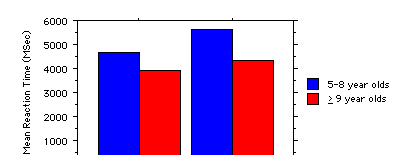 Mean Reaction Time (MSec)
6000
5000
4000
3000
2000
1000
5-8 year olds
≥ 9 year olds